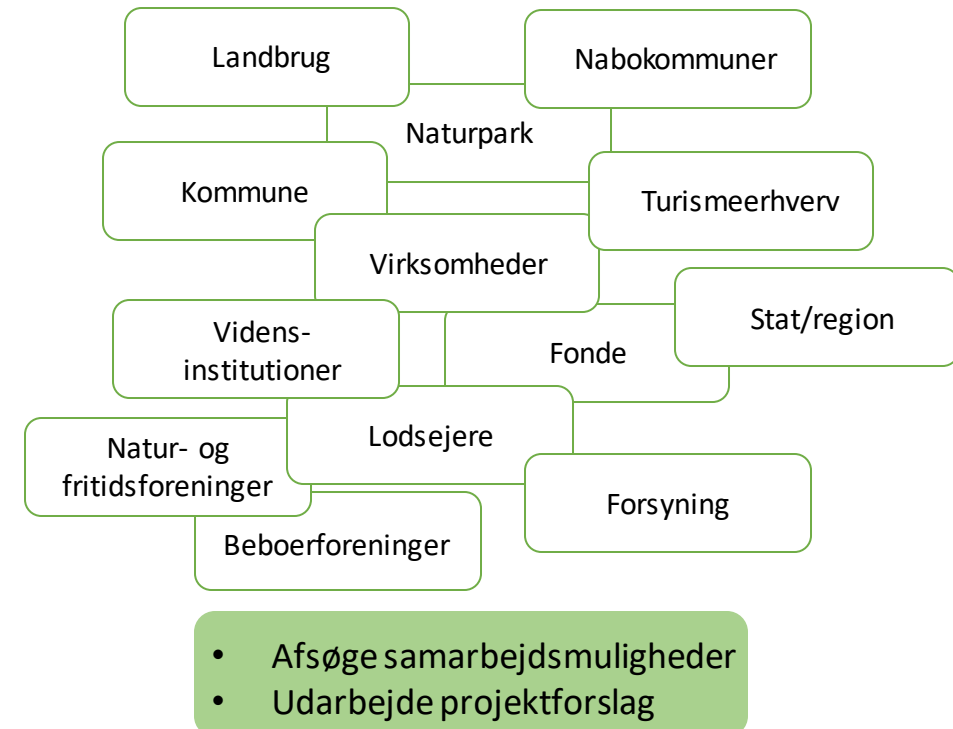 Landbrug
Nabokommuner
Naturpark
Kommune
Turismeerhverv
Virksomheder
Stat/region
Videns-
institutioner
Fonde
Lodsejere
Natur- og
fritidsforeninger
Forsyning
Beboerforeninger
• Afsøge samarbejdsmuligheder
• Udarbejde projektforslag